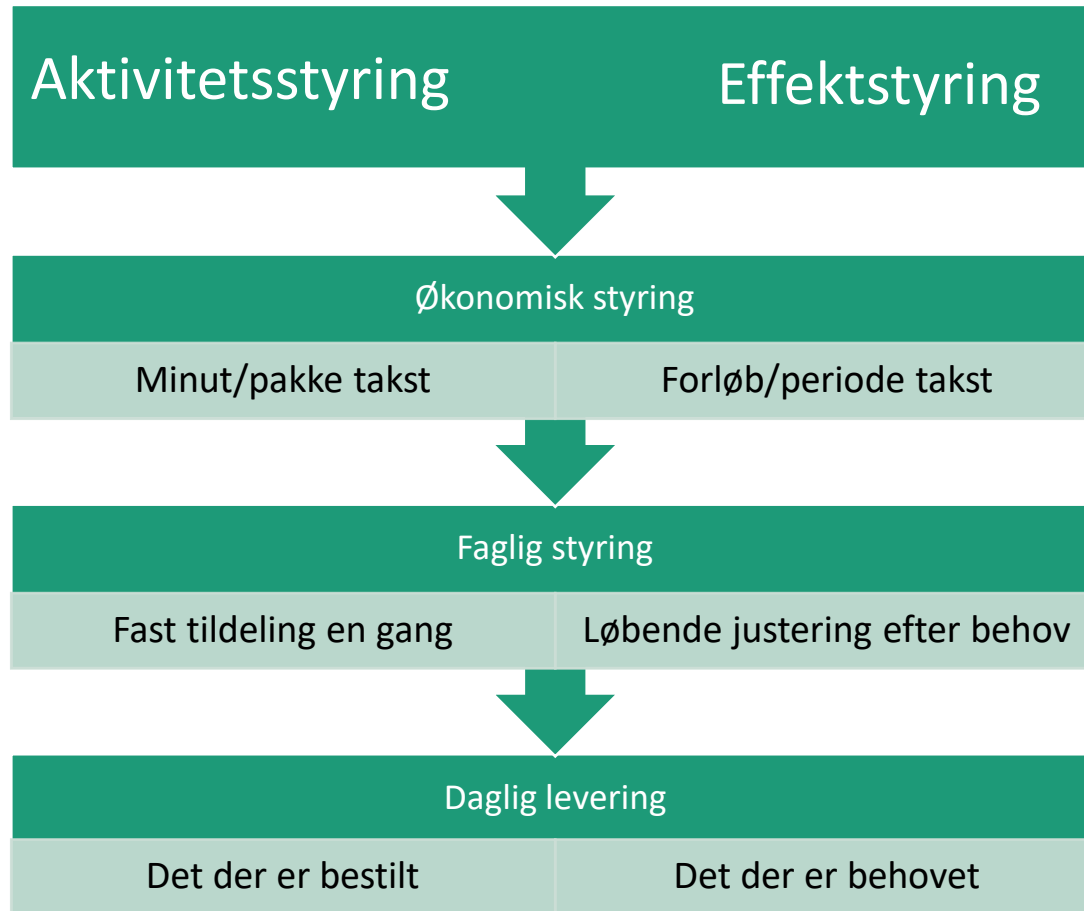 Aktivitetsstyring
Effektstyring
Økonomisk styring
Minut/pakke takst
Forløb/periode takst
Faglig styring
Fast tildeling en gang
Løbende justering efter behov
Daglig levering
Det der er bestilt
Det der er behovet